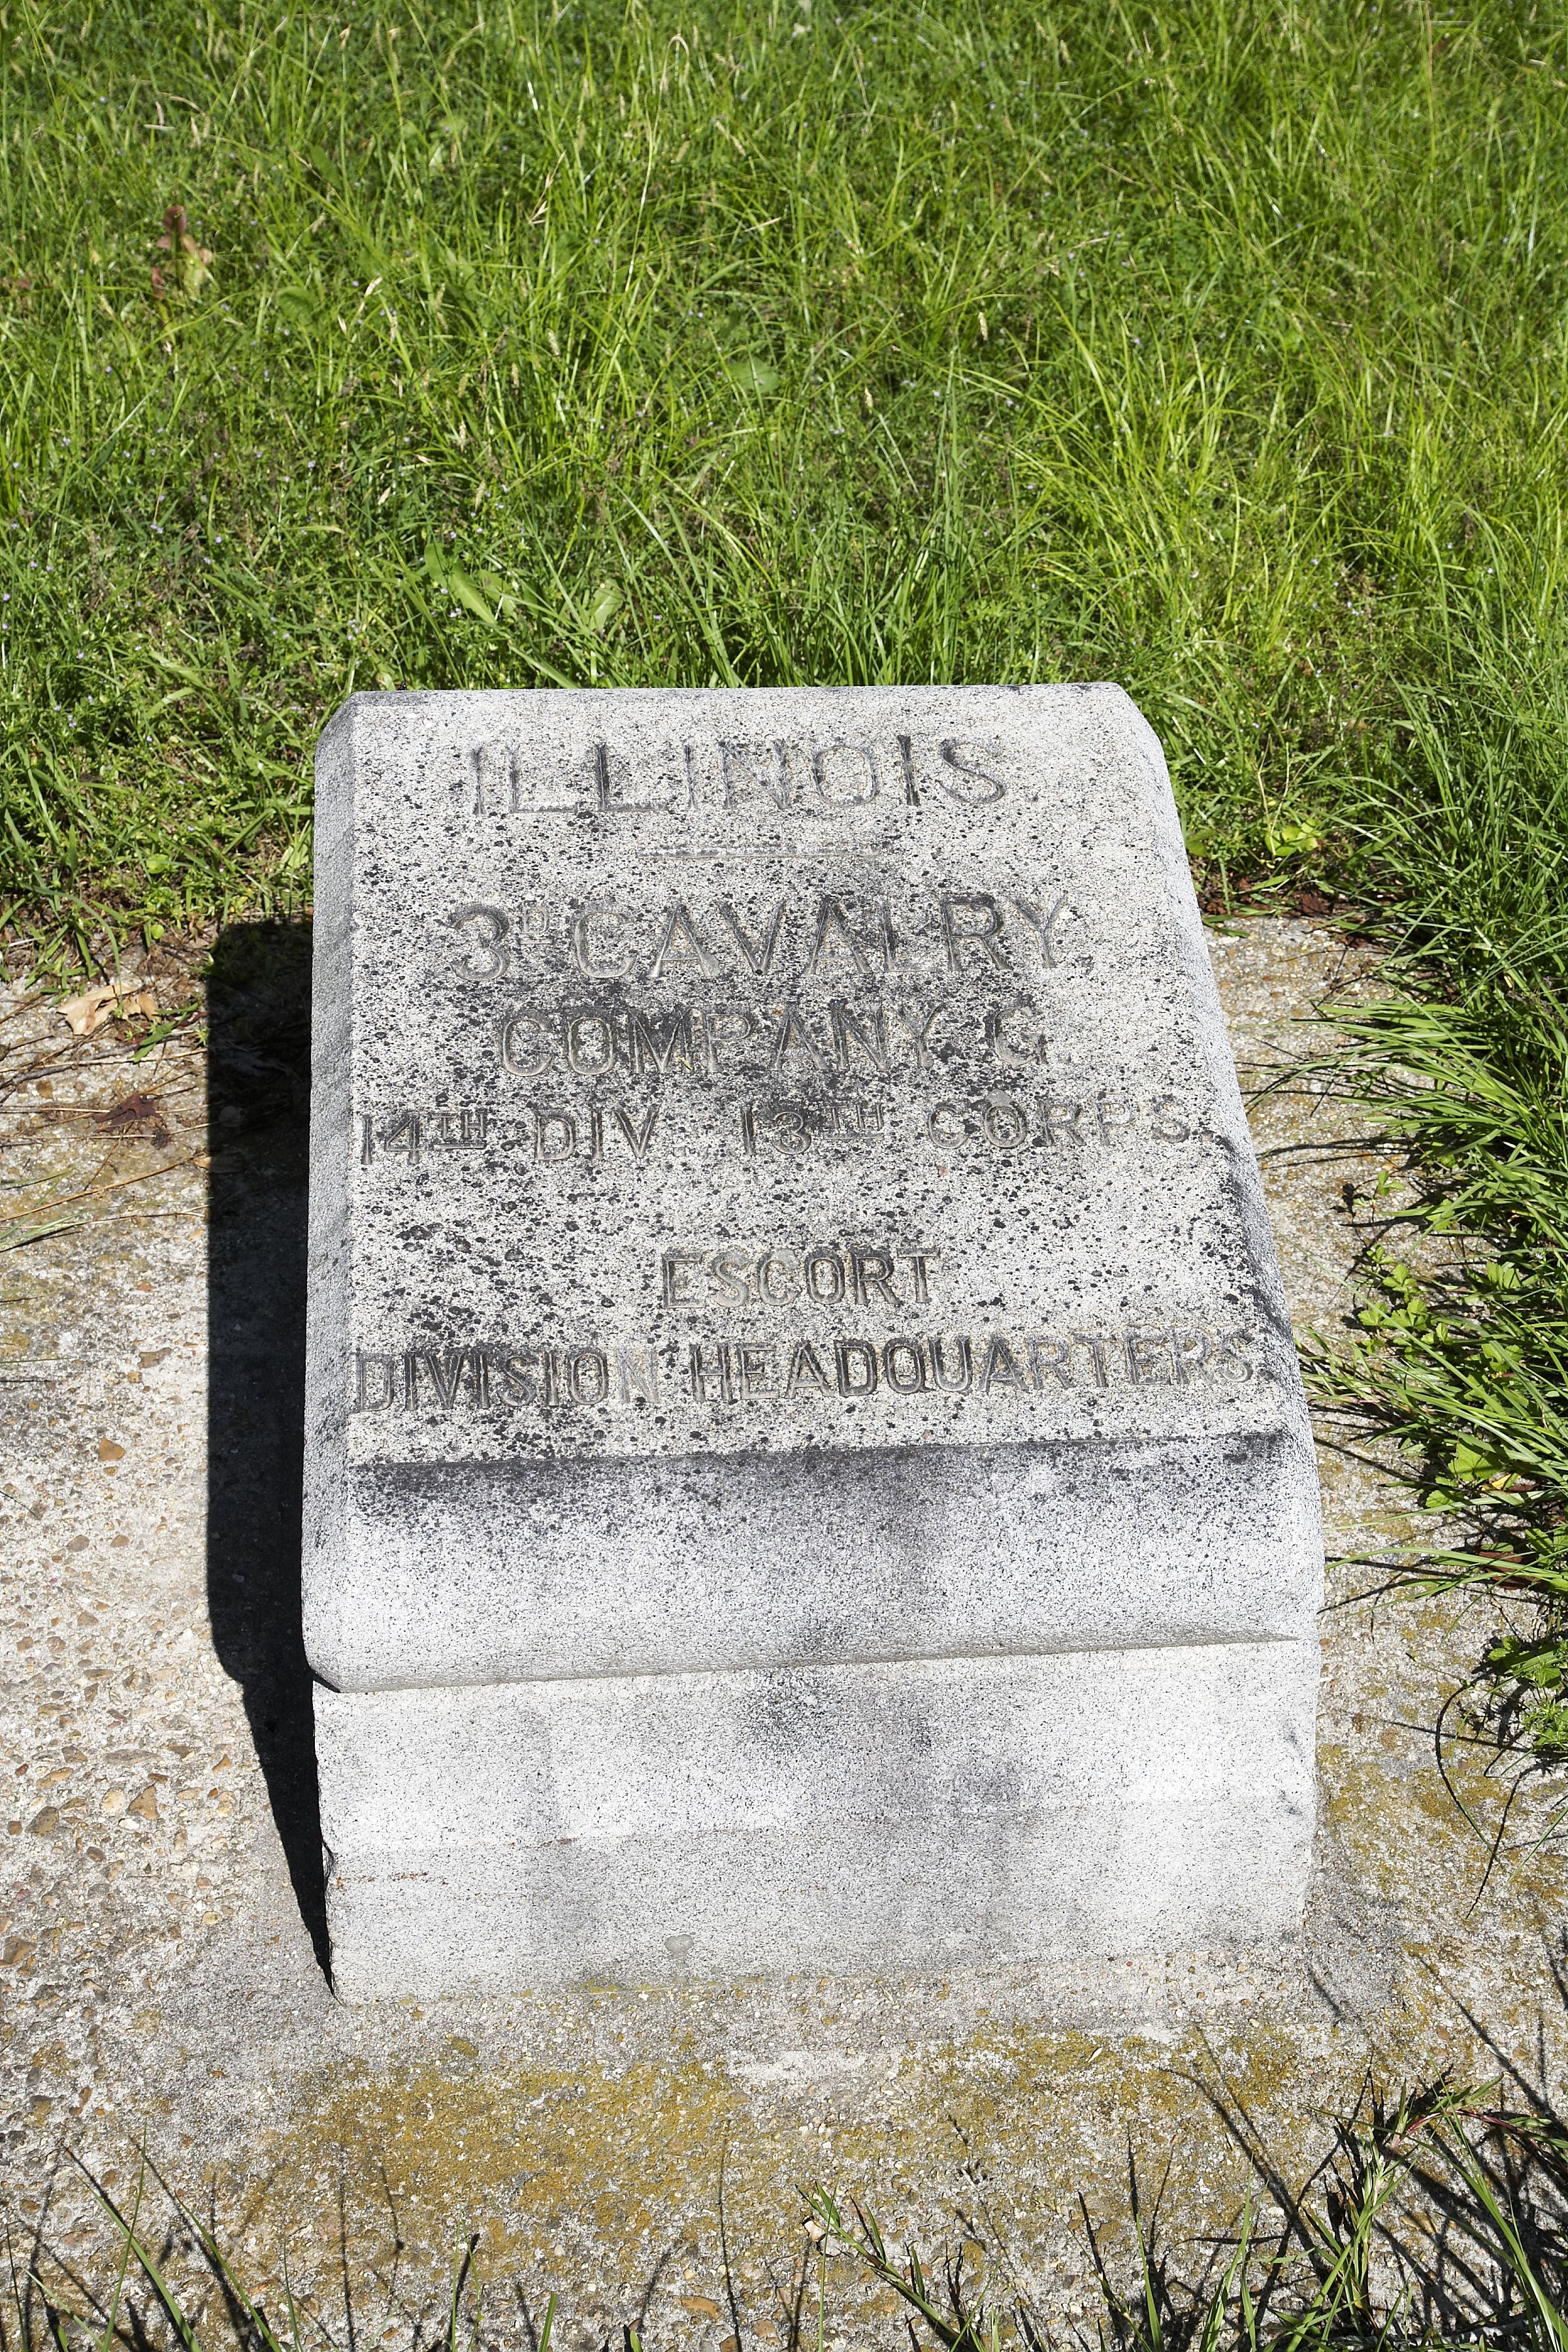 ILLINOIS.
3D CAVALRY,
COMPANY G.
14TH DIV. 13TH CORPS.
ESCORT
DIVISION HEADQUARTERS.